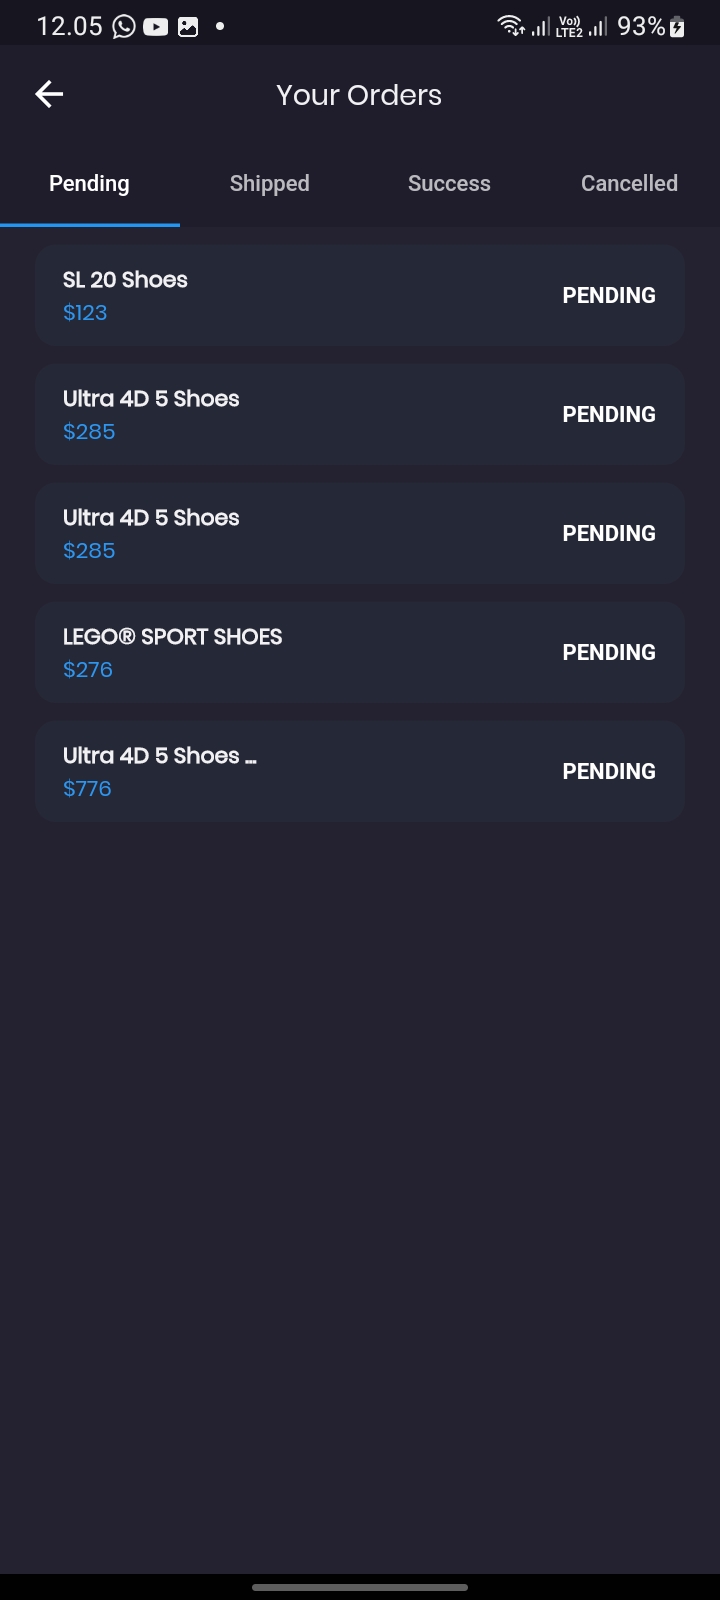 12.05 Vo)) LTE2 93%
Your Orders
Pending Shipped Success Cancelled
SL 20 Shoes
$123
PENDING
Ultra 4D 5 Shoes
$285
PENDING
Ultra 4D 5 Shoes
$285
PENDING
LEGO® SPORT SHOES
$276
PENDING
Ultra 4D 5 Shoes ...
$776
PENDING